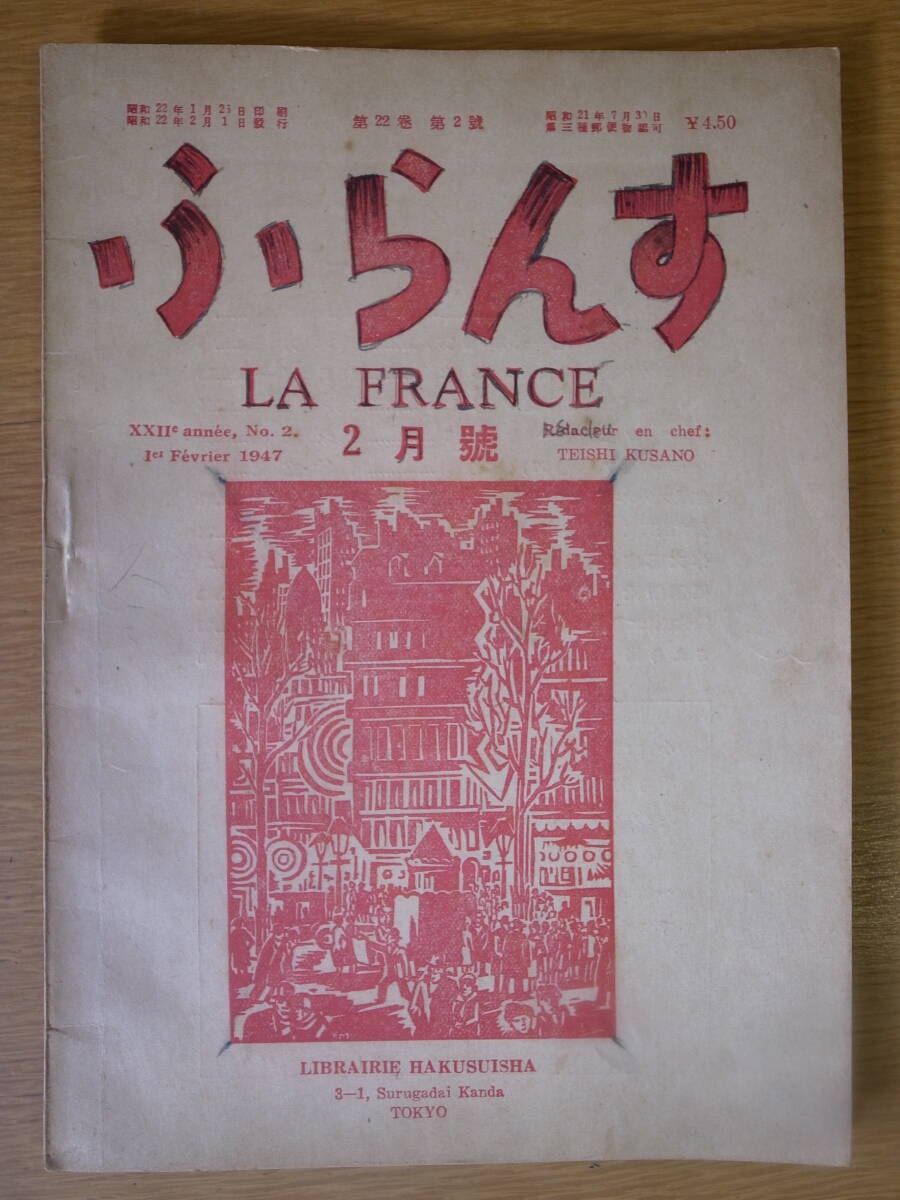 昭和22年1月25日印刷
昭和22年2月1日發行
第22卷 第2號
昭和21年7月30日
第三種郵便物認可
¥4.50
ふらんす
LA FRANCE
XXIIe année, No. 2.
1er Février 1947
2月號
Rédacteur en chef:
TEISHI KUSANO
LIBRAIRIE HAKUSUISHA
3—1, Surugadai Kanda
TOKYO